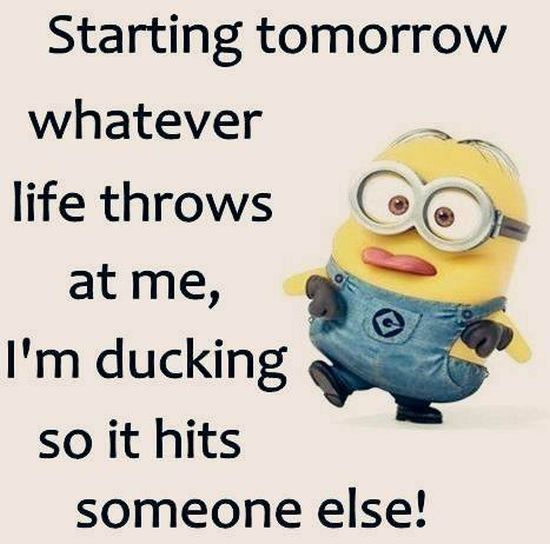 Starting tomorrow
whatever
life throws
at me,
I'm ducking
so it hits
someone else!